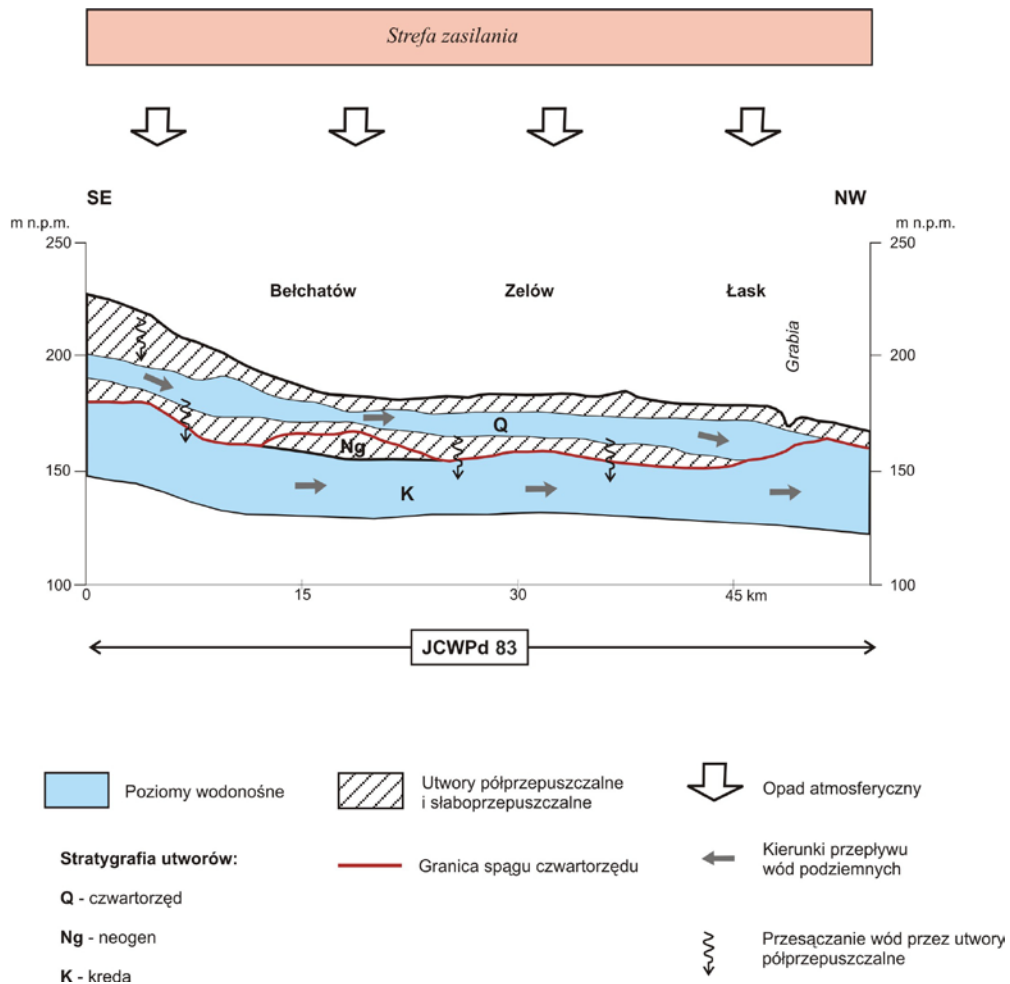 Strefa zasilania
SE
NW
m n.p.m.
m n.p.m.
250
250
Bełchatów
Zelów
Łask
Grabia
200
200
Q
Ng
150
150
K
100
100
0
15
30
45 km
JCWPd 83
Poziomy wodonośne
Utwory półprzepuszczalne
i słaboprzepuszczalne
Opad atmosferyczny
Stratygrafia utworów:
Granica spągu czwartorzędu
Kierunki przepływu
wód podziemnych
Q - czwartorzęd
Ng - neogen
Przesączanie wód przez utwory
półprzepuszczalne
K - kreda